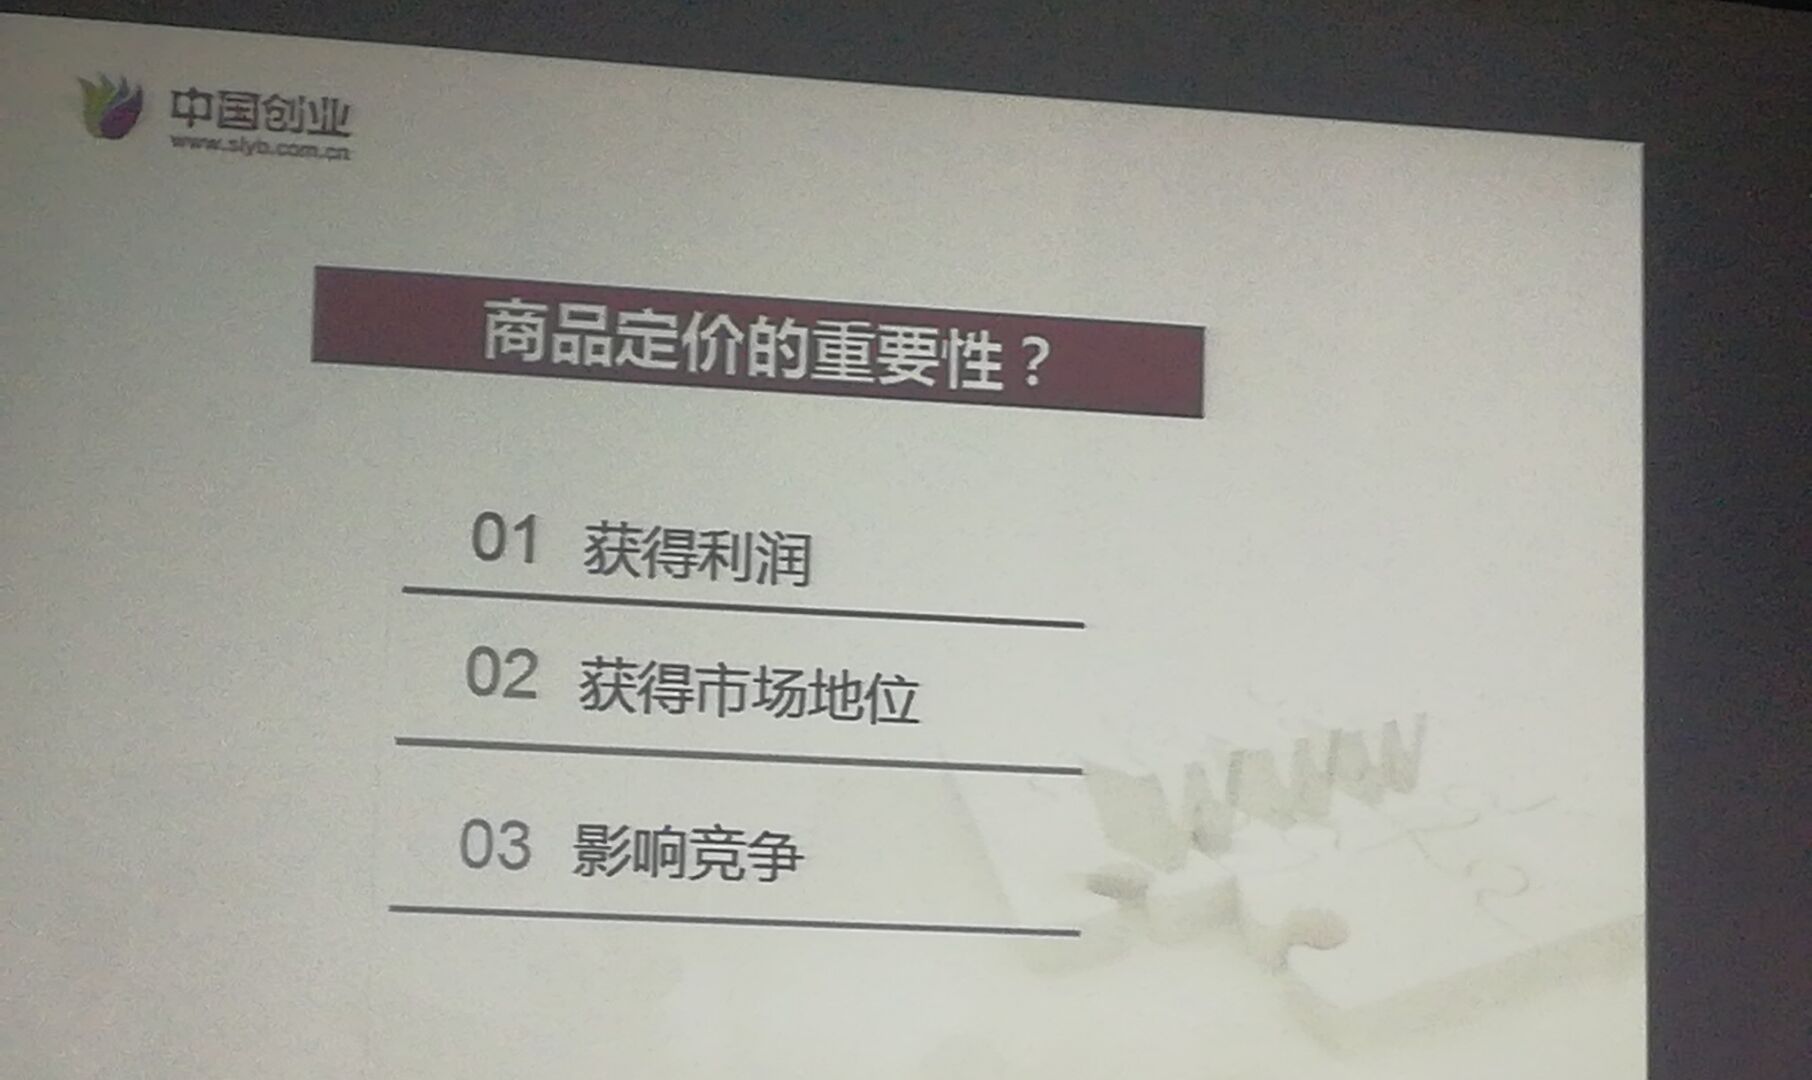 中国创业
www.siyb.com.cn
商品定价的重要性？
01 获得利润
02 获得市场地位
03 影响竞争